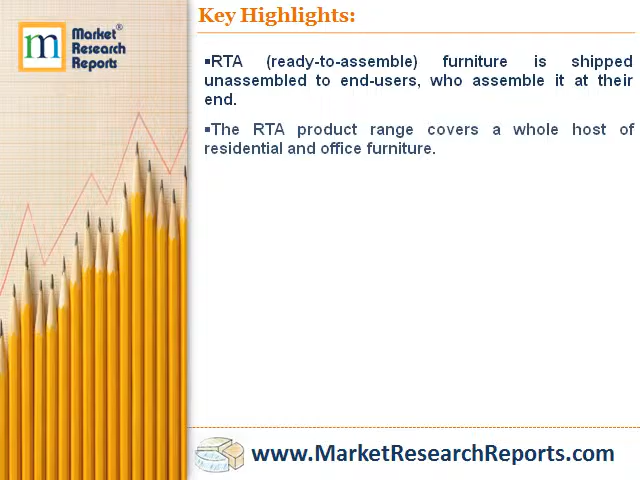 Market®
Research
Reports
m
Key Highlights:
▪RTA (ready-to-assemble) furniture is shipped
unassembled to end-users, who assemble it at their
end.
▪The RTA product range covers a whole host of
residential and office furniture.
www.MarketResearchReports.com